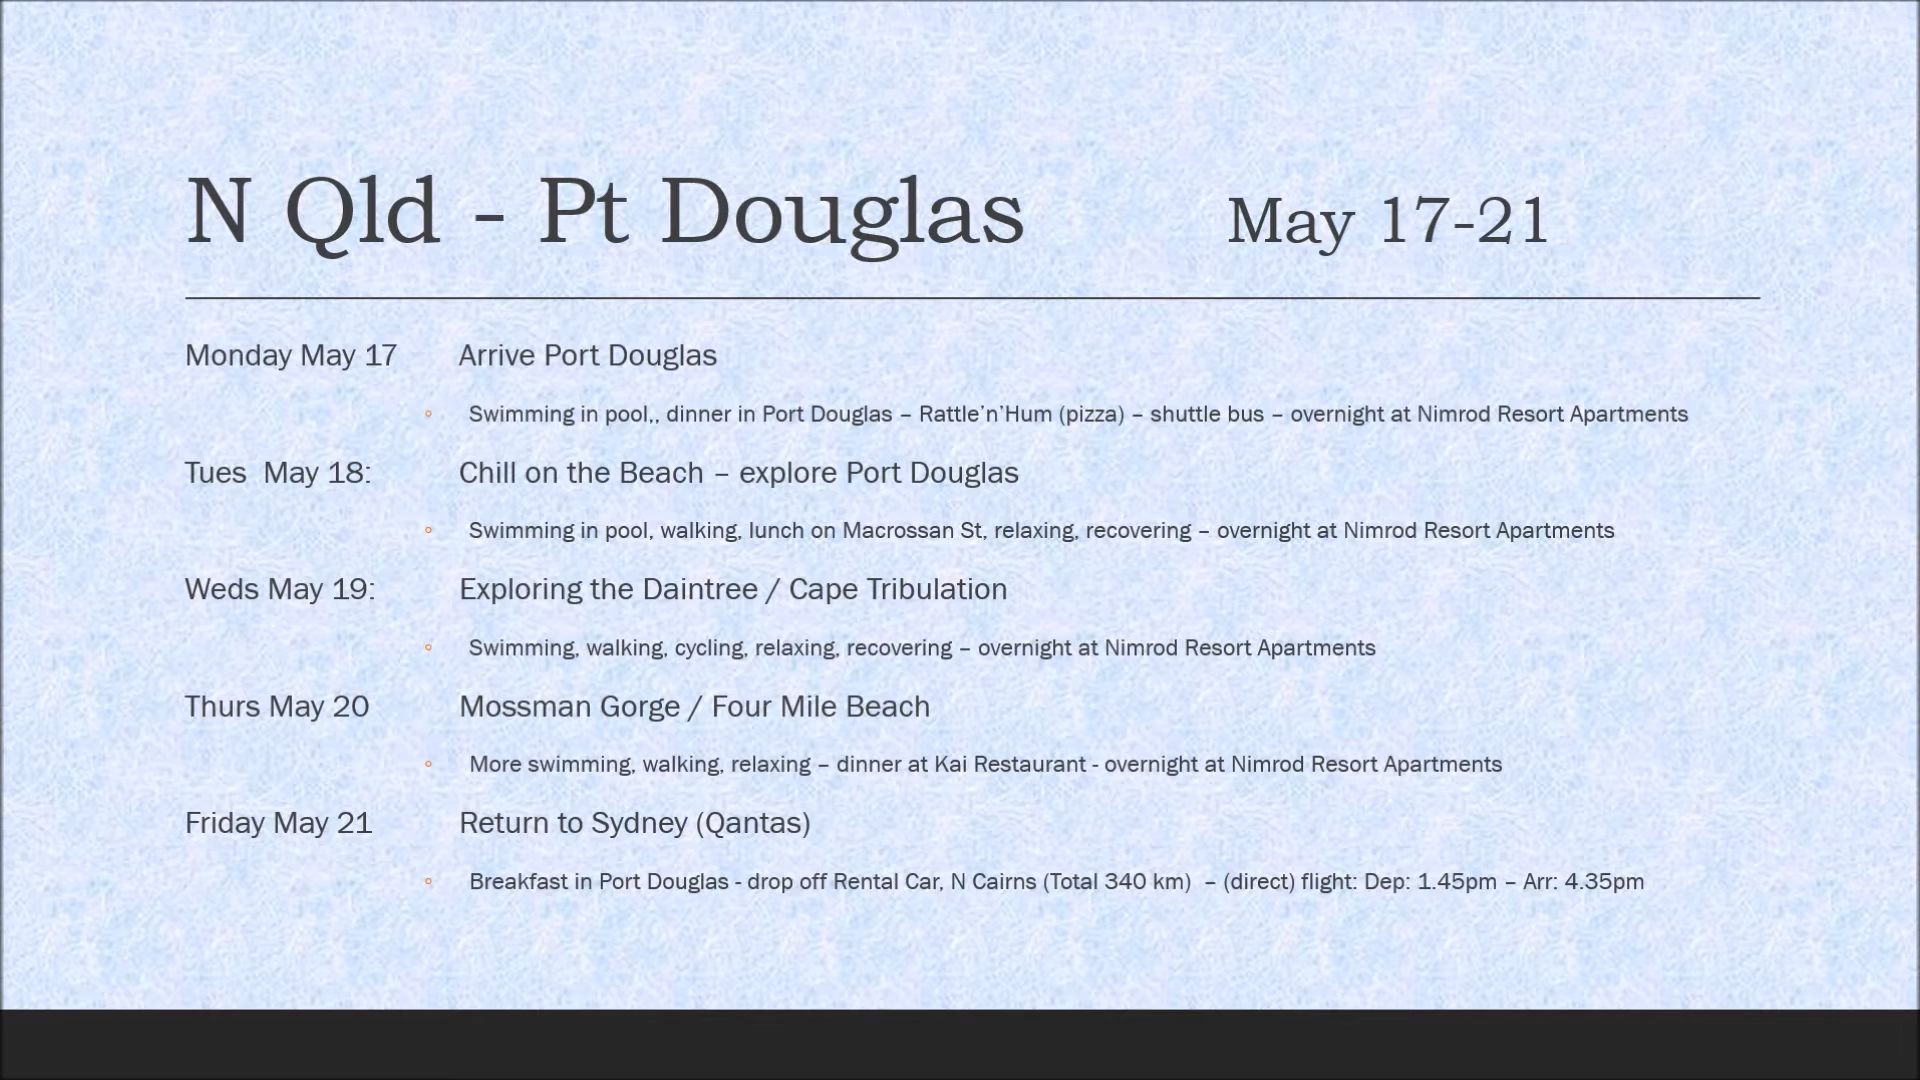 N Qld - Pt Douglas May 17-21
Monday May 17 Arrive Port Douglas
◦ Swimming in pool,, dinner in Port Douglas – Rattle’n’Hum (pizza) – shuttle bus – overnight at Nimrod Resort Apartments
Tues  May 18: Chill on the Beach – explore Port Douglas
◦ Swimming in pool, walking, lunch on Macrossan St, relaxing, recovering – overnight at Nimrod Resort Apartments
Weds May 19: Exploring the Daintree / Cape Tribulation
◦ Swimming, walking, cycling, relaxing, recovering – overnight at Nimrod Resort Apartments
Thurs May 20 Mossman Gorge / Four Mile Beach
◦ More swimming, walking, relaxing – dinner at Kai Restaurant - overnight at Nimrod Resort Apartments
Friday May 21 Return to Sydney (Qantas)
◦ Breakfast in Port Douglas - drop off Rental Car, N Cairns (Total 340 km)  – (direct) flight: Dep: 1.45pm – Arr: 4.35pm